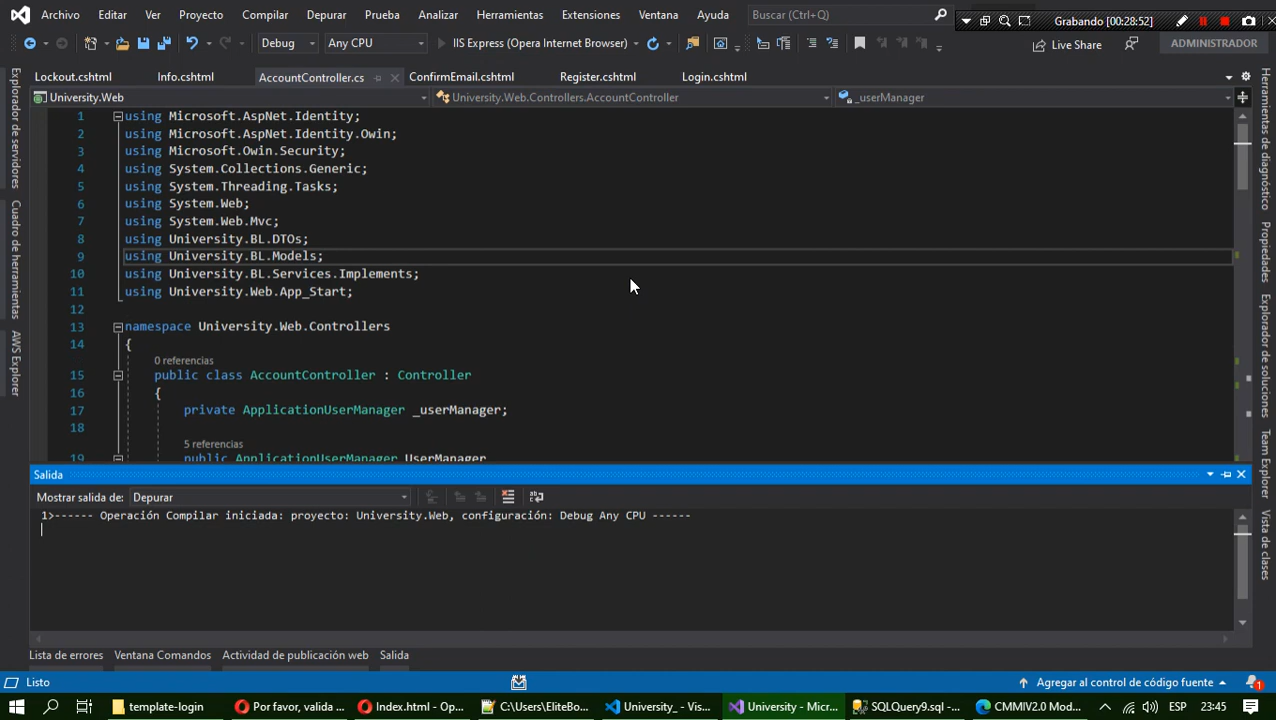 Archivo Editar Ver Proyecto Compilar Depurar Prueba Analizar Herramientas Extensiones Ventana Ayuda Buscar (Ctrl+Q) Grabando [00:28:52]
Debug Any CPU IIS Express (Opera Internet Browser) Live Share ADMINISTRADOR
Lockout.cshtml Info.cshtml AccountController.cs ConfirmEmail.cshtml Register.cshtml Login.cshtml
University.Web University.Web.Controllers.AccountController _userManager
1 using Microsoft.AspNet.Identity;
2 using Microsoft.AspNet.Identity.Owin;
3 using Microsoft.Owin.Security;
4 using System.Collections.Generic;
5 using System.Threading.Tasks;
6 using System.Web;
7 using System.Web.Mvc;
8 using University.BL.DTOs;
9 using University.BL.Models;
10 using University.BL.Services.Implements;
11 using University.Web.App_Start;
12
13 namespace University.Web.Controllers
14 {
0 referencias
15 public class AccountController : Controller
16 {
17 private ApplicationUserManager _userManager;
18
5 referencias
19 public ApplicationUserManager UserManager
Explorador de servidores
Cuadro de herramientas
AWS Explorer
Herramientas de diagnóstico
Propiedades
Explorador de soluciones
Team Explorer
Vista de clases
Salida
Mostrar salida de: Depurar
1>------ Operación Compilar iniciada: proyecto: University.Web, configuración: Debug Any CPU ------
Lista de errores Ventana Comandos Actividad de publicación web Salida
Listo Agregar al control de código fuente 1
template-login Por favor, valida ... Index.html - Op... C:\Users\EliteBo... University_ - Vis... University - Micr... SQLQuery9.sql - ... CMMIV2.0 Mode... ESP 23:45